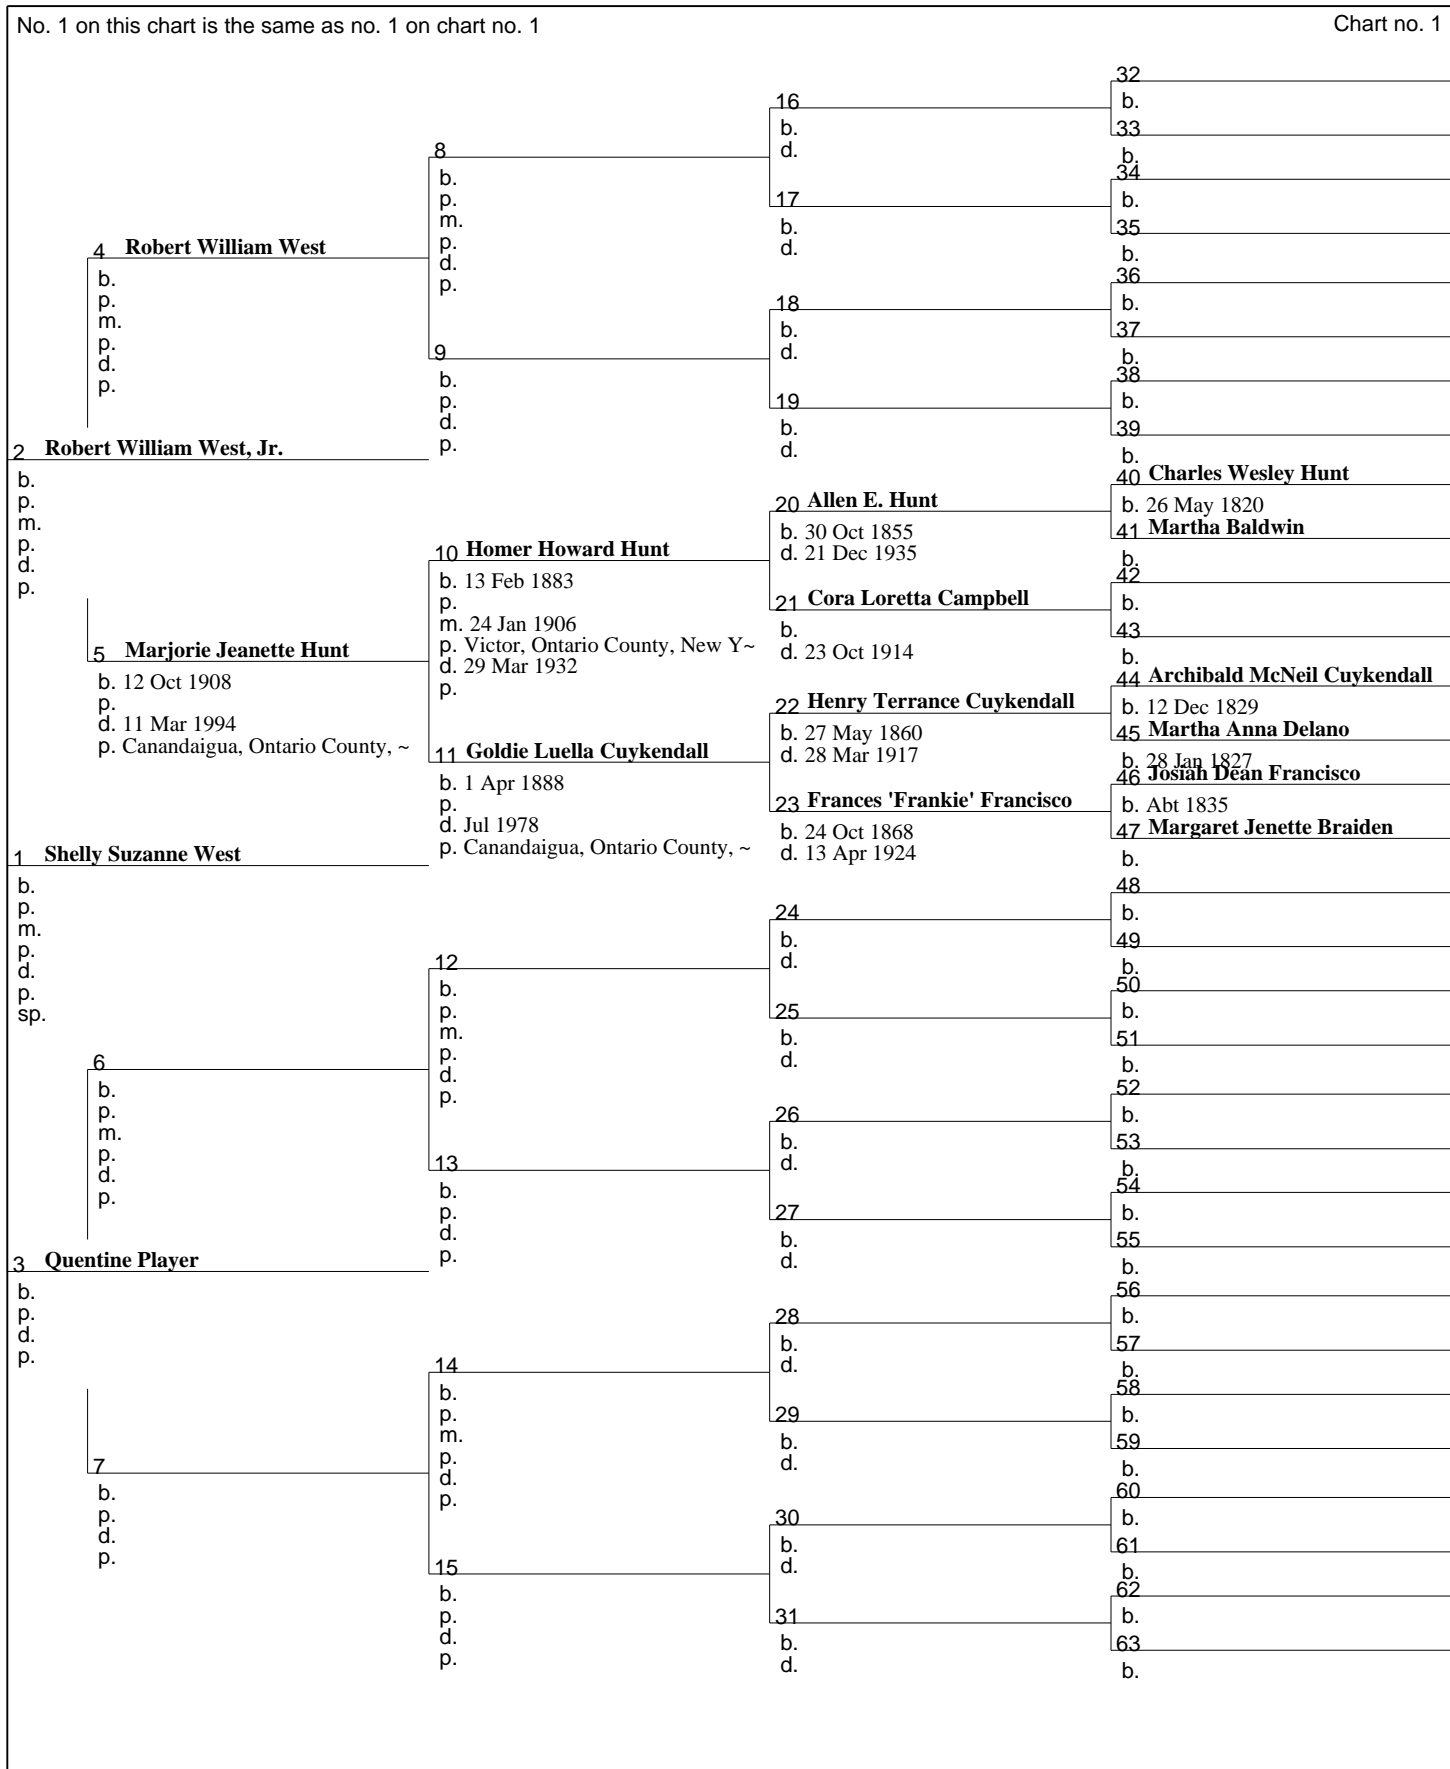 No. 1 on this chart is the same as no. 1 on chart no. 1
Chart no. 1
1 Shelly Suzanne West
b.
p.
m.
p.
d.
p.
sp.
2 Robert William West, Jr.
b.
p.
m.
p.
d.
p.
3 Quentine Player
b.
p.
d.
p.
4 Robert William West
b.
p.
m.
p.
d.
p.
5 Marjorie Jeanette Hunt
b. 12 Oct 1908
p.
d. 11 Mar 1994
p. Canandaigua, Ontario County, ~
6
b.
p.
m.
p.
d.
p.
7
b.
p.
d.
p.
8
b.
p.
m.
p.
d.
p.
9
b.
p.
d.
p.
10 Homer Howard Hunt
b. 13 Feb 1883
p.
m. 24 Jan 1906
p. Victor, Ontario County, New Y~
d. 29 Mar 1932
p.
11 Goldie Luella Cuykendall
b. 1 Apr 1888
p.
d. Jul 1978
p. Canandaigua, Ontario County, ~
12
b.
p.
m.
p.
d.
p.
13
b.
p.
d.
p.
14
b.
p.
m.
p.
d.
p.
15
b.
p.
d.
p.
16
b.
d.
17
b.
d.
18
b.
d.
19
b.
d.
20 Allen E. Hunt
b. 30 Oct 1855
d. 21 Dec 1935
21 Cora Loretta Campbell
b.
d. 23 Oct 1914
22 Henry Terrance Cuykendall
b. 27 May 1860
d. 28 Mar 1917
23 Frances 'Frankie' Francisco
b. 24 Oct 1868
d. 13 Apr 1924
24
b.
d.
25
b.
d.
26
b.
d.
27
b.
d.
28
b.
d.
29
b.
d.
30
b.
d.
31
b.
d.
32
b.
33
b.
34
b.
35
b.
36
b.
37
b.
38
b.
39
b.
40 Charles Wesley Hunt
b. 26 May 1820
41 Martha Baldwin
b.
42
b.
43
b.
44 Archibald McNeil Cuykendall
b. 12 Dec 1829
45 Martha Anna Delano
b. 28 Jan 1827
46 Josiah Dean Francisco
b. Abt 1835
47 Margaret Jenette Braiden
b.
48
b.
49
b.
50
b.
51
b.
52
b.
53
b.
54
b.
55
b.
56
b.
57
b.
58
b.
59
b.
60
b.
61
b.
62
b.
63
b.